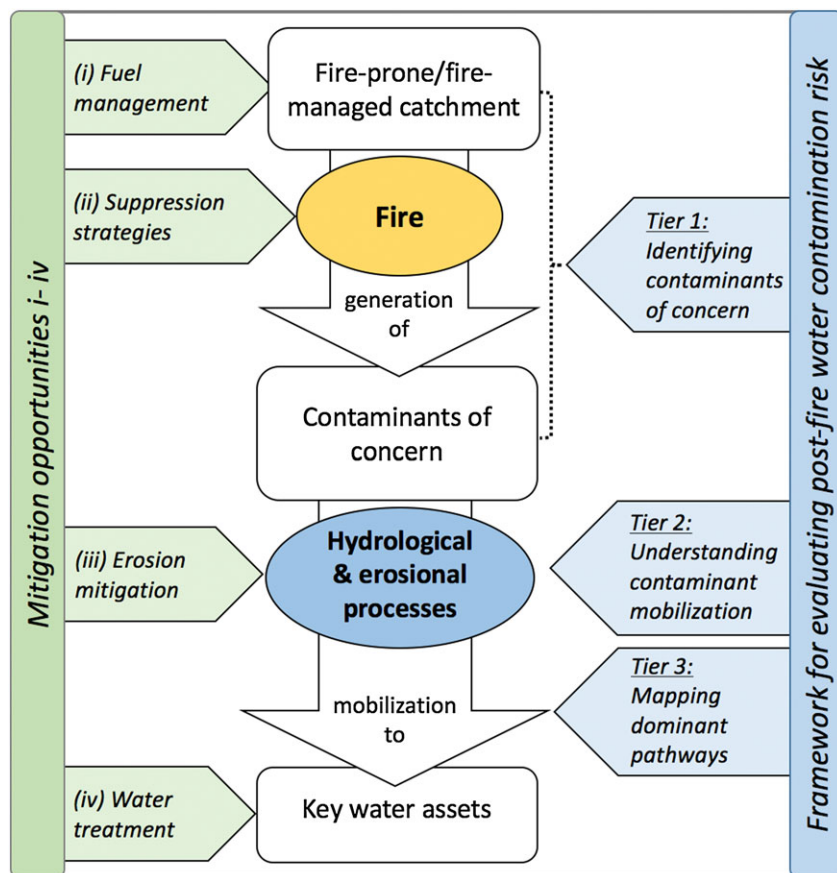 Mitigation opportunities i- iv
(i) Fuel
management
(ii) Suppression
strategies
(iii) Erosion
mitigation
(iv) Water
treatment
Fire-prone/fire-
managed catchment
Fire
generation
of
Contaminants of
concern
Hydrological
& erosional
processes
mobilization
to
Key water assets
Tier 1:
Identifying
contaminants
of concern
Tier 2:
Understanding
contaminant
mobilization
Tier 3:
Mapping
dominant
pathways
Framework for evaluating post-fire water contamination risk